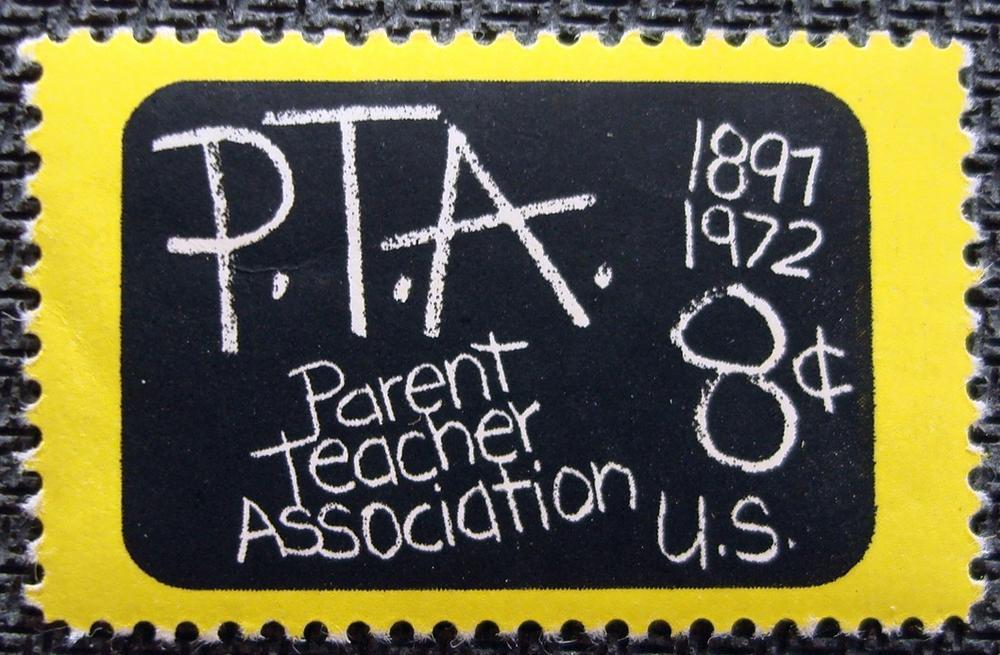 P.T.A.
Parent
Teacher
Association
1897
1972
8¢
U.S.